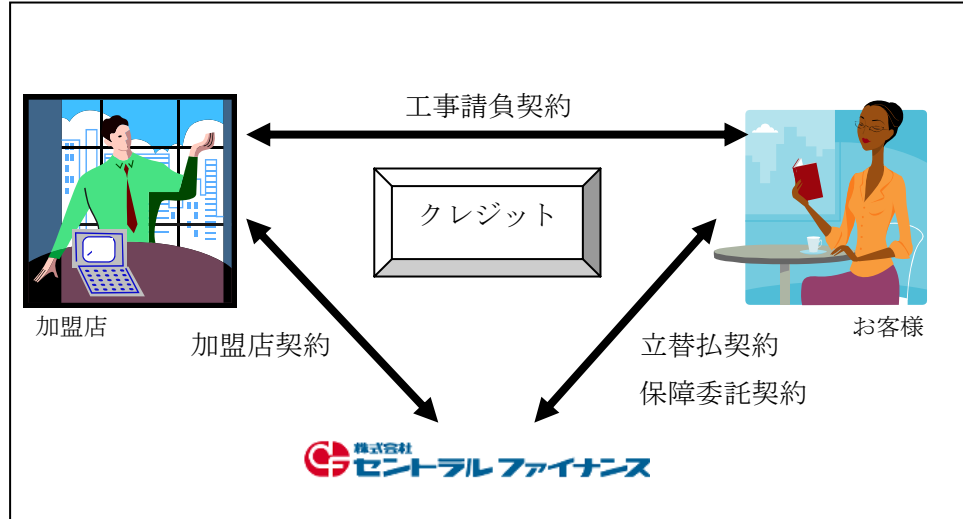 工事請負契約
クレジット
加盟店
お客様
加盟店契約
立替払契約
保障委託契約
株式会社
セントラルファイナンス